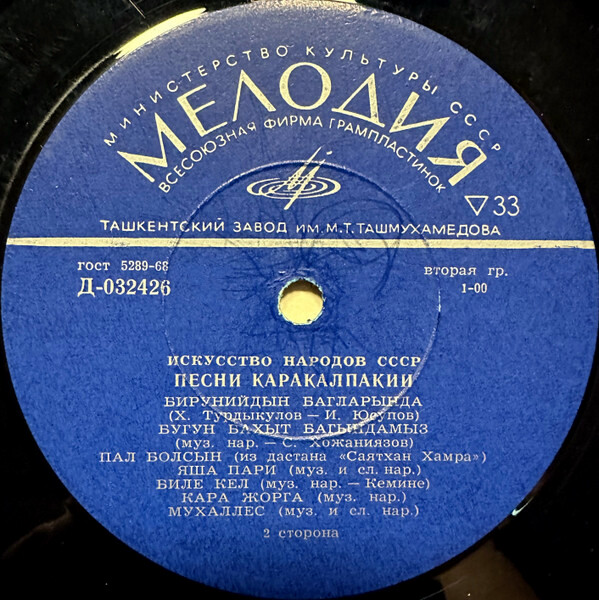 МИНИСТЕРСТВО КУЛЬТУРЫ СССР
МЕЛОДИЯ
ВСЕСОЮЗНАЯ ФИРМА ГРАМПЛАСТИНОК
33
ТАШКЕНТСКИЙ ЗАВОД ИМ. М.Т. ТАШМУХАМЕДОВА
гост 5289-68
Д-032426
вторая гр.
1-00
ИСКУССТВО НАРОДОВ СССР
ПЕСНИ КАРАКАЛПАКИИ
БИРУНИЙДЫН БАГЛАРЫНДА
(Х. Турдыкулов — И. Юсупов)
БУГУН БАХЫТ БАГЫНДАМЫЗ
(муз. нар. — С. Хожаниязов)
ПАЛ БОЛСЫН (из дастана «Саятхан Хамра»)
ЯША ПАРИ (муз. и сл. нар.)
БИЛЕ КЕЛ (муз. нар. — Кемине)
КАРА ЖОРГА (муз. нар.)
МУХАЛЛЕС (муз. и сл. нар.)
2 сторона